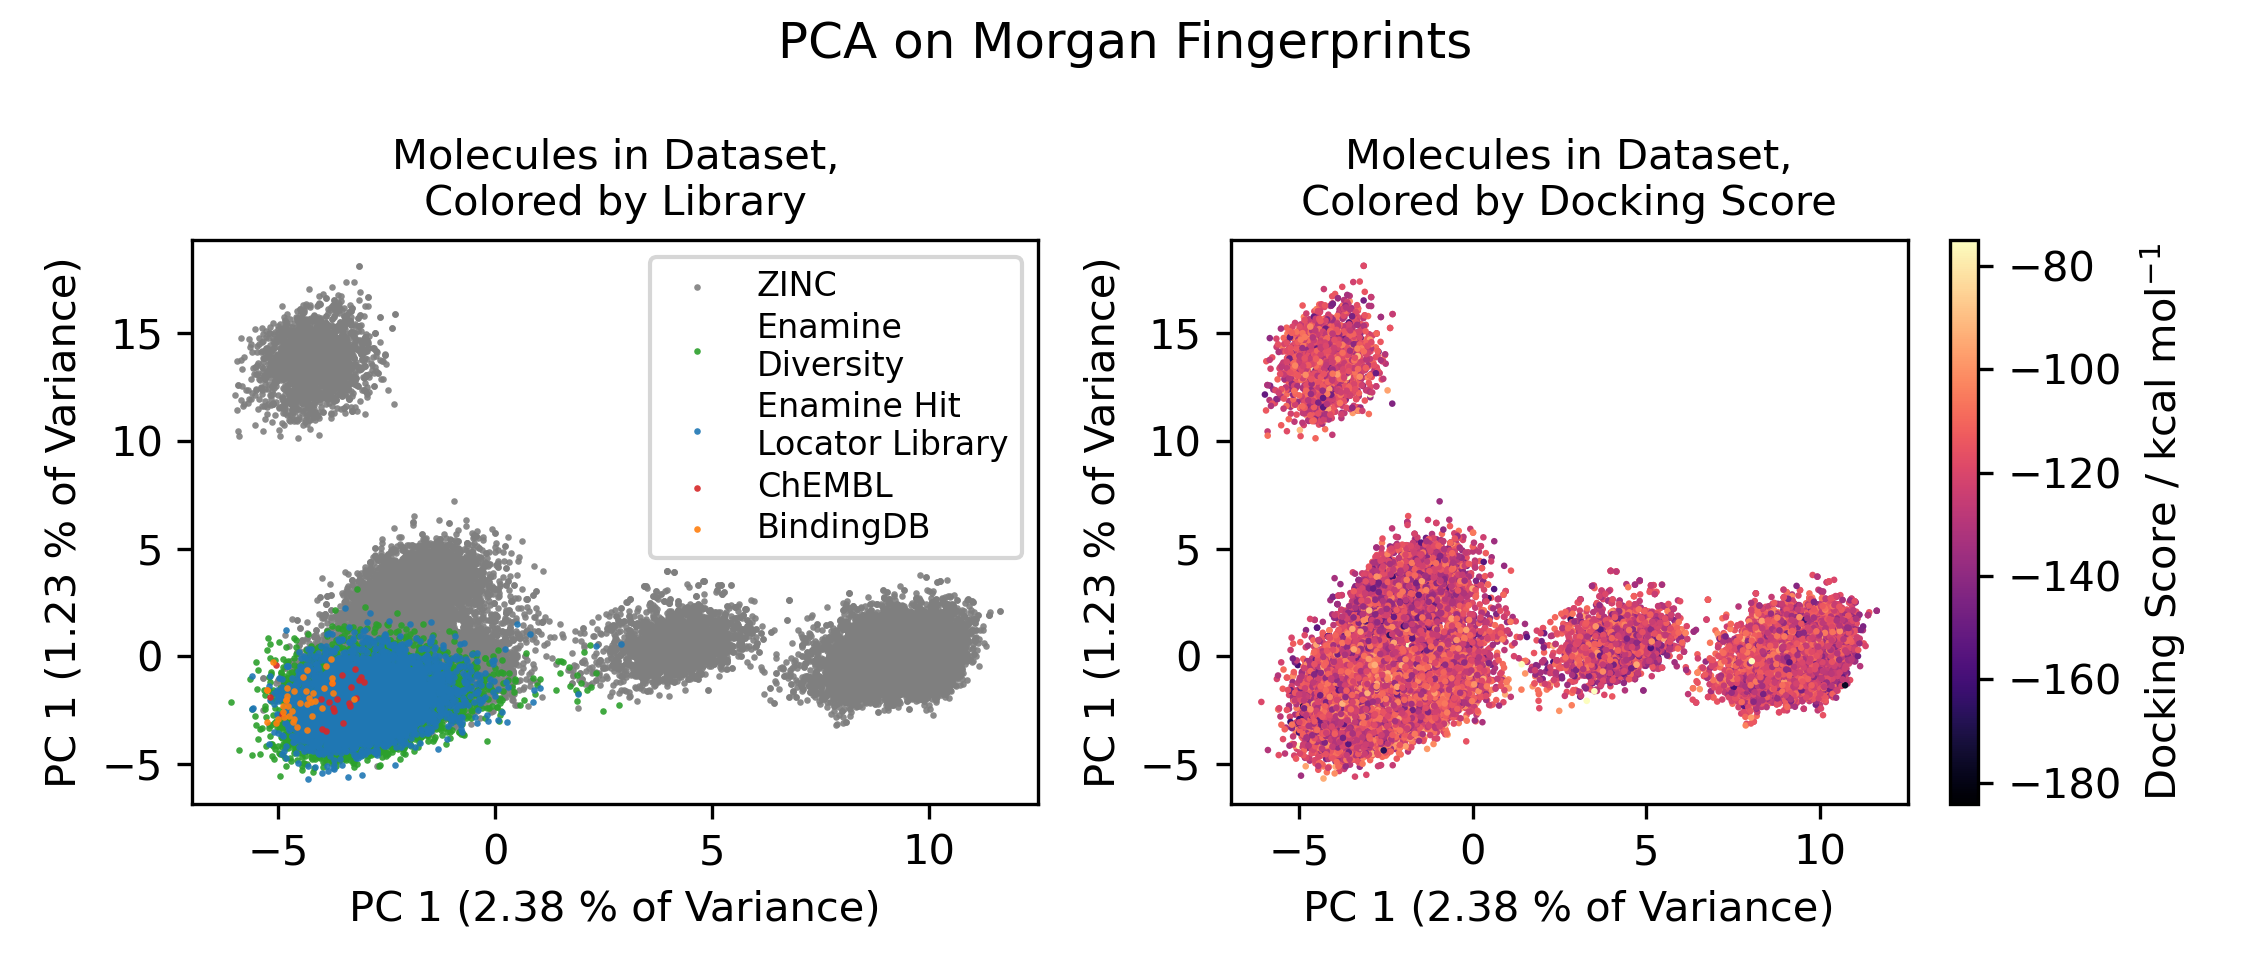 PCA on Morgan Fingerprints
Molecules in Dataset,
Colored by Library
PC 1 (1.23 % of Variance)
15
10
5
0
−5
−5
0
5
10
PC 1 (2.38 % of Variance)
ZINC
Enamine
Diversity
Enamine Hit
Locator Library
ChEMBL
BindingDB
Molecules in Dataset,
Colored by Docking Score
PC 1 (1.23 % of Variance)
15
10
5
0
−5
−5
0
5
10
PC 1 (2.38 % of Variance)
−80
−100
−120
−140
−160
−180
Docking Score / kcal mol⁻¹